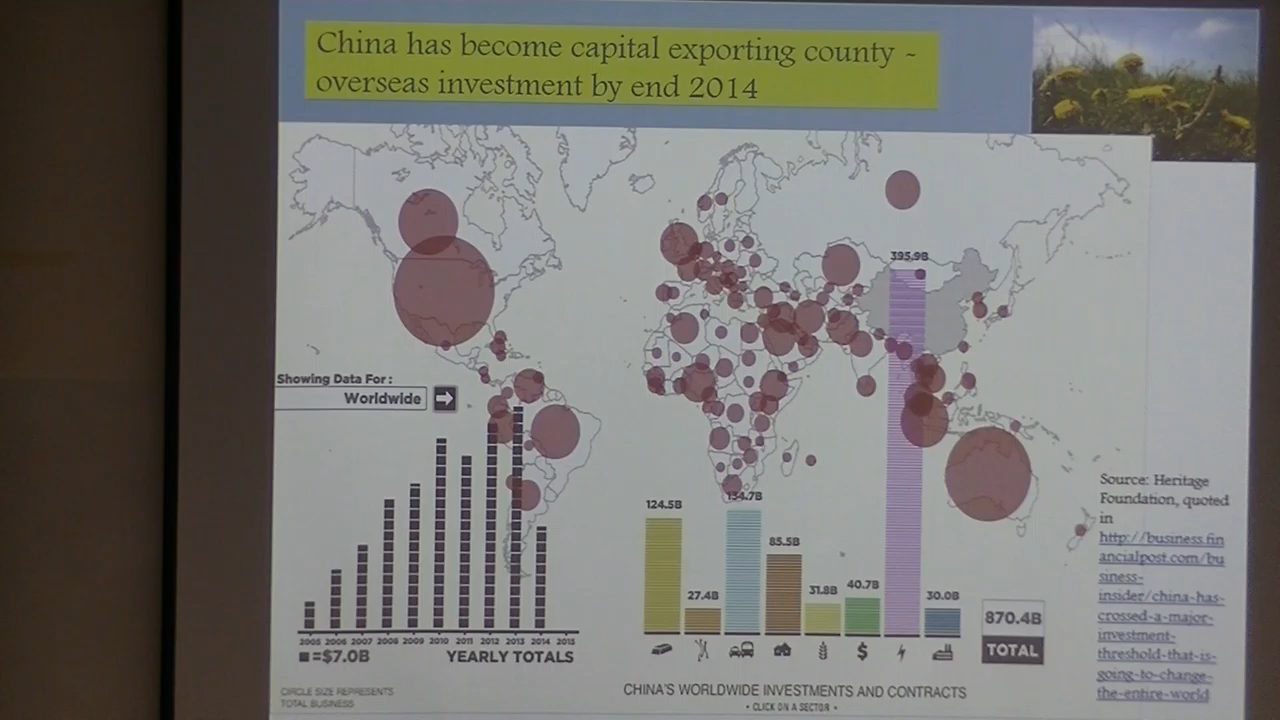 China has become capital exporting county ~
overseas investment by end 2014
395.9B
Showing Data For:
Worldwide
124.5B
27.4B
134.7B
85.5B
31.8B
40.7B
30.0B
870.4B
TOTAL
2005 2006 2007 2008 2009 2010 2011 2012 2013 2014 2015
=$7.0B
YEARLY TOTALS
$
CIRCLE SIZE REPRESENTS
TOTAL BUSINESS
CHINA'S WORLDWIDE INVESTMENTS AND CONTRACTS
• CLICK ON A SECTOR •
Source: Heritage
Foundation, quoted
in
http://business.fin
ancialpost.com/bu
siness-
insider/china-has-
crossed-a-major-
investment-
threshold-that-is-
going-to-change-
the-entire-world